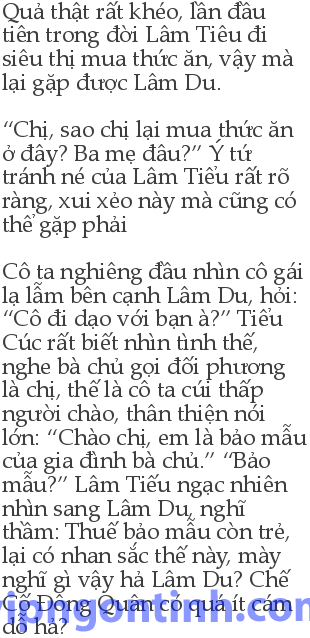 Quả thật rất khéo, lần đầu
tiên trong đời Lâm Tiêu đi
siêu thị mua thức ăn, vậy mà
lại gặp được Lâm Du.
“Chị, sao chị lại mua thức ăn
ở đây? Ba mẹ đâu?” Ý tứ
tránh né của Lâm Tiểu rất rõ
ràng, xui xẻo này mà cũng có
thể gặp phải
Cô ta nghiêng đầu nhìn cô gái
lạ lẫm bên cạnh Lâm Du, hỏi:
“Cô đi dạo với bạn à?” Tiểu
Cúc rất biết nhìn tình thế,
nghe bà chủ gọi đối phương
là chị, thế là cô ta cúi thấp
người chào, thân thiện nói
lớn: “Chào chị, em là bảo mẫu
của gia đình bà chủ.” “Bảo
mẫu?” Lâm Tiếu ngạc nhiên
nhìn sang Lâm Du, nghĩ
thầm: Thuế bảo mẫu còn trẻ,
lại có nhan sắc thế này, mày
nghĩ gì vậy hả Lâm Du? Chế
Cố Đông Quân có quá ít cám
dỗ hả?